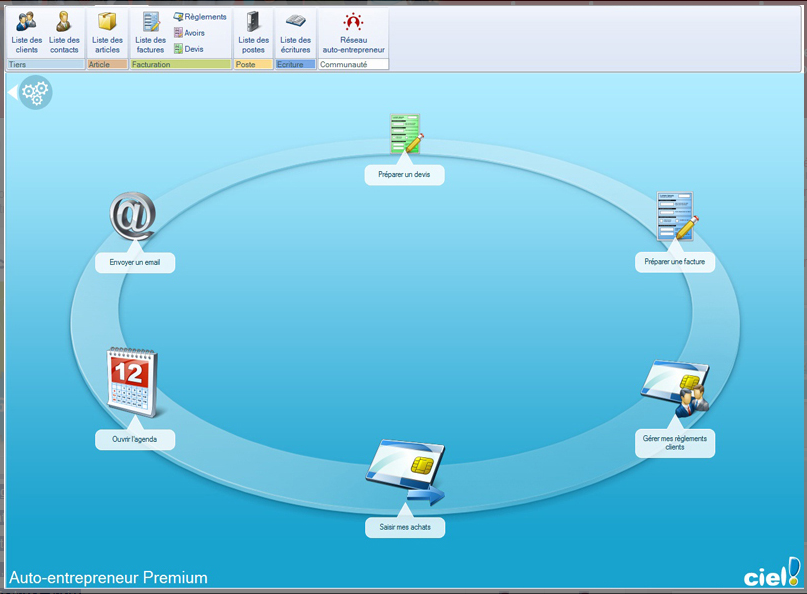 Liste des clients
Liste des contacts
Liste des articles
Liste des factures
Règlements
Avoirs
Devis
Liste des postes
Liste des écritures
Réseau auto-entrepreneur
Tiers
Article
Facturation
Poste
Ecriture
Communauté
Préparer un devis
Envoyer un email
Préparer une facture
12
Ouvrir l'agenda
Gérer mes règlements
clients
Saisir mes achats
Auto-entrepreneur Premium
ciel!